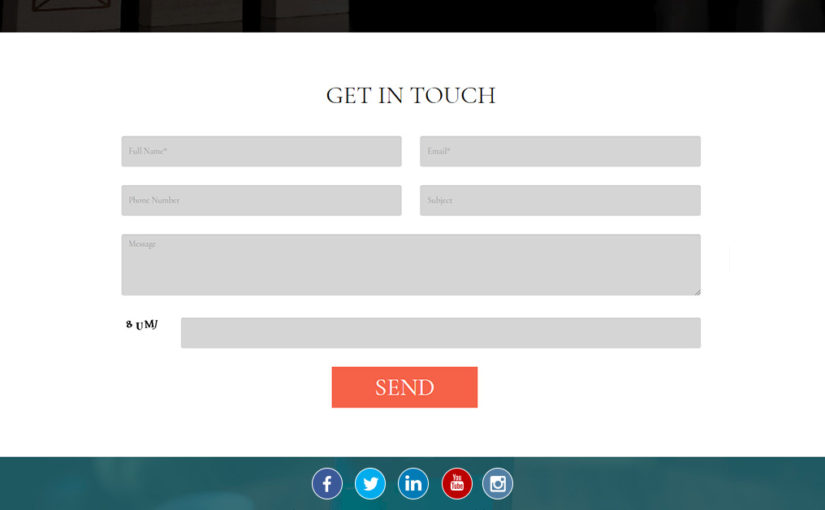 GET IN TOUCH
Full Name*
Email*
Phone Number
Subject
Message
8 UMJ
SEND
f
in
You Tube